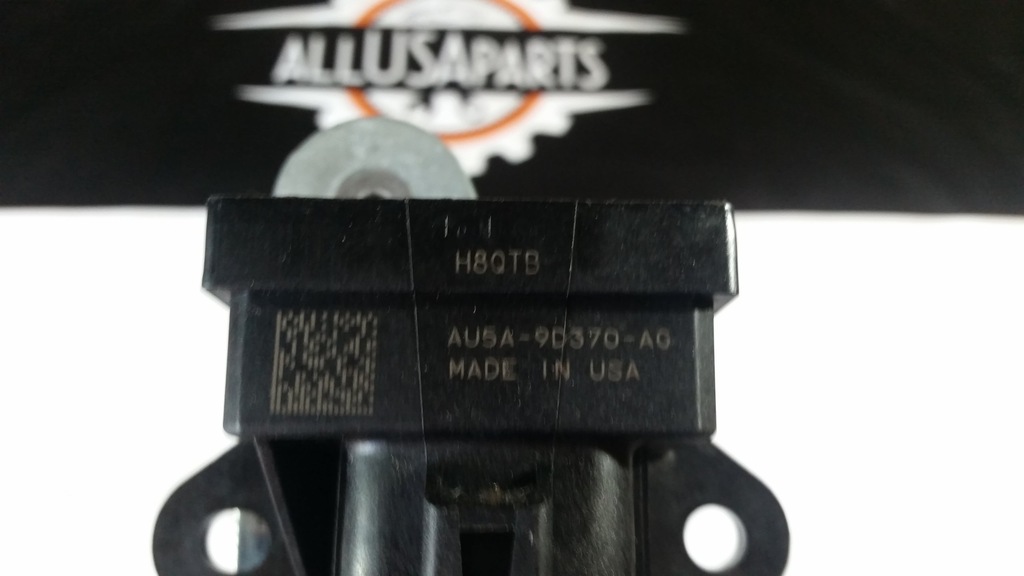 ALLUSAPARTS
H8QTB
AU5A-9D370-AG
MADE IN USA